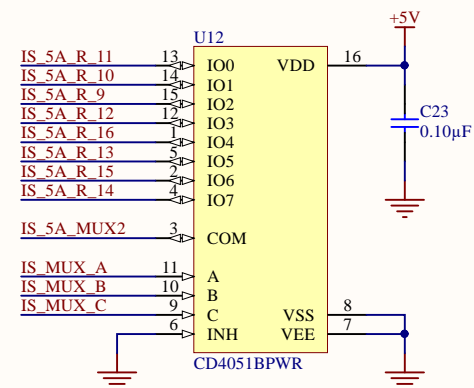 +5V
U12
IS_5A_R_11 13 IO0 VDD 16
IS_5A_R_10 14 IO1
IS_5A_R_9 15 IO2
IS_5A_R_12 12 IO3
IS_5A_R_16 1 IO4
IS_5A_R_13 5 IO5
IS_5A_R_15 2 IO6
IS_5A_R_14 4 IO7
C23
0.10µF
IS_5A_MUX2 3 COM
IS_MUX_A 11 A
IS_MUX_B 10 B
IS_MUX_C 9 C VSS 8
6 INH VEE 7
CD4051BPWR